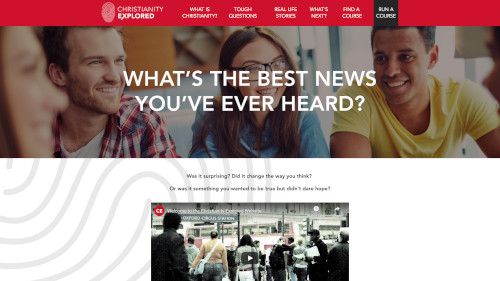 CHRISTIANITY
EXPLORED
WHAT IS
CHRISTIANITY?
TOUGH
QUESTIONS
REAL LIFE
STORIES
WHAT'S
NEXT?
FIND A
COURSE
RUN A
COURSE
WHAT'S THE BEST NEWS
YOU'VE EVER HEARD?
Was it surprising? Did it change the way you think?
Or was it something you wanted to be true but didn't dare hope?
CE
Welcome to the Christianity Explored Website
OXFORD CIRCUS STATION